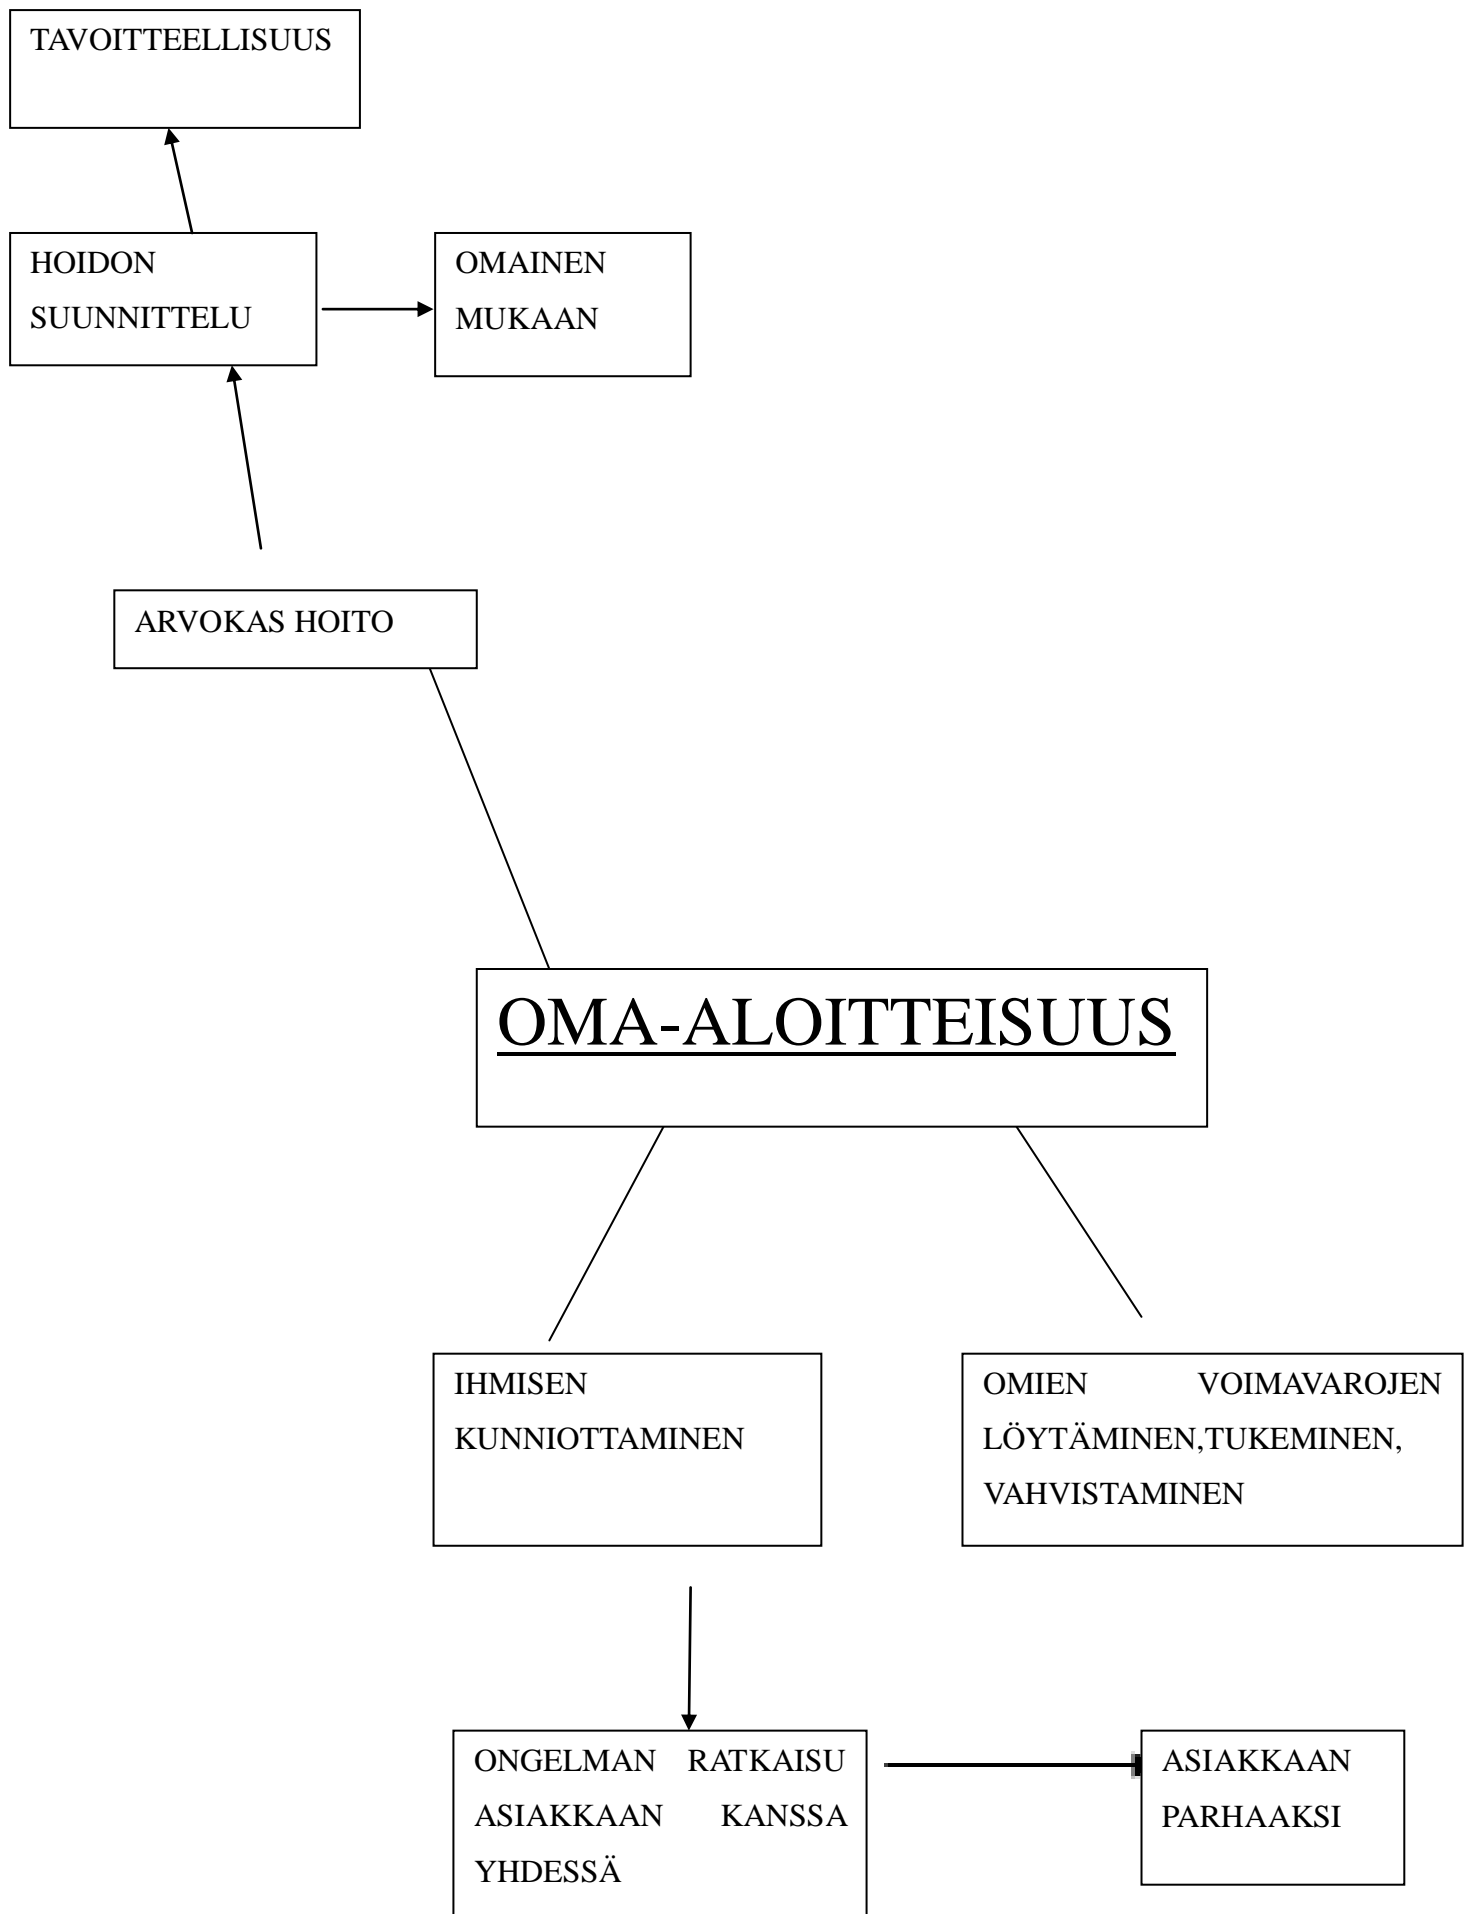 TAVOITTEELLISUUS
HOIDON
SUUNNITTELU
OMAINEN
MUKAAN
ARVOKAS HOITO
OMA-ALOITTEISUUS
IHMISEN
KUNNIOTTAMINEN
OMIEN VOIMAVAROJEN
LÖYTÄMINEN,TUKEMINEN,
VAHVISTAMINEN
ONGELMAN RATKAISU
ASIAKKAAN KANSSA
YHDESSÄ
ASIAKKAAN
PARHAAKSI